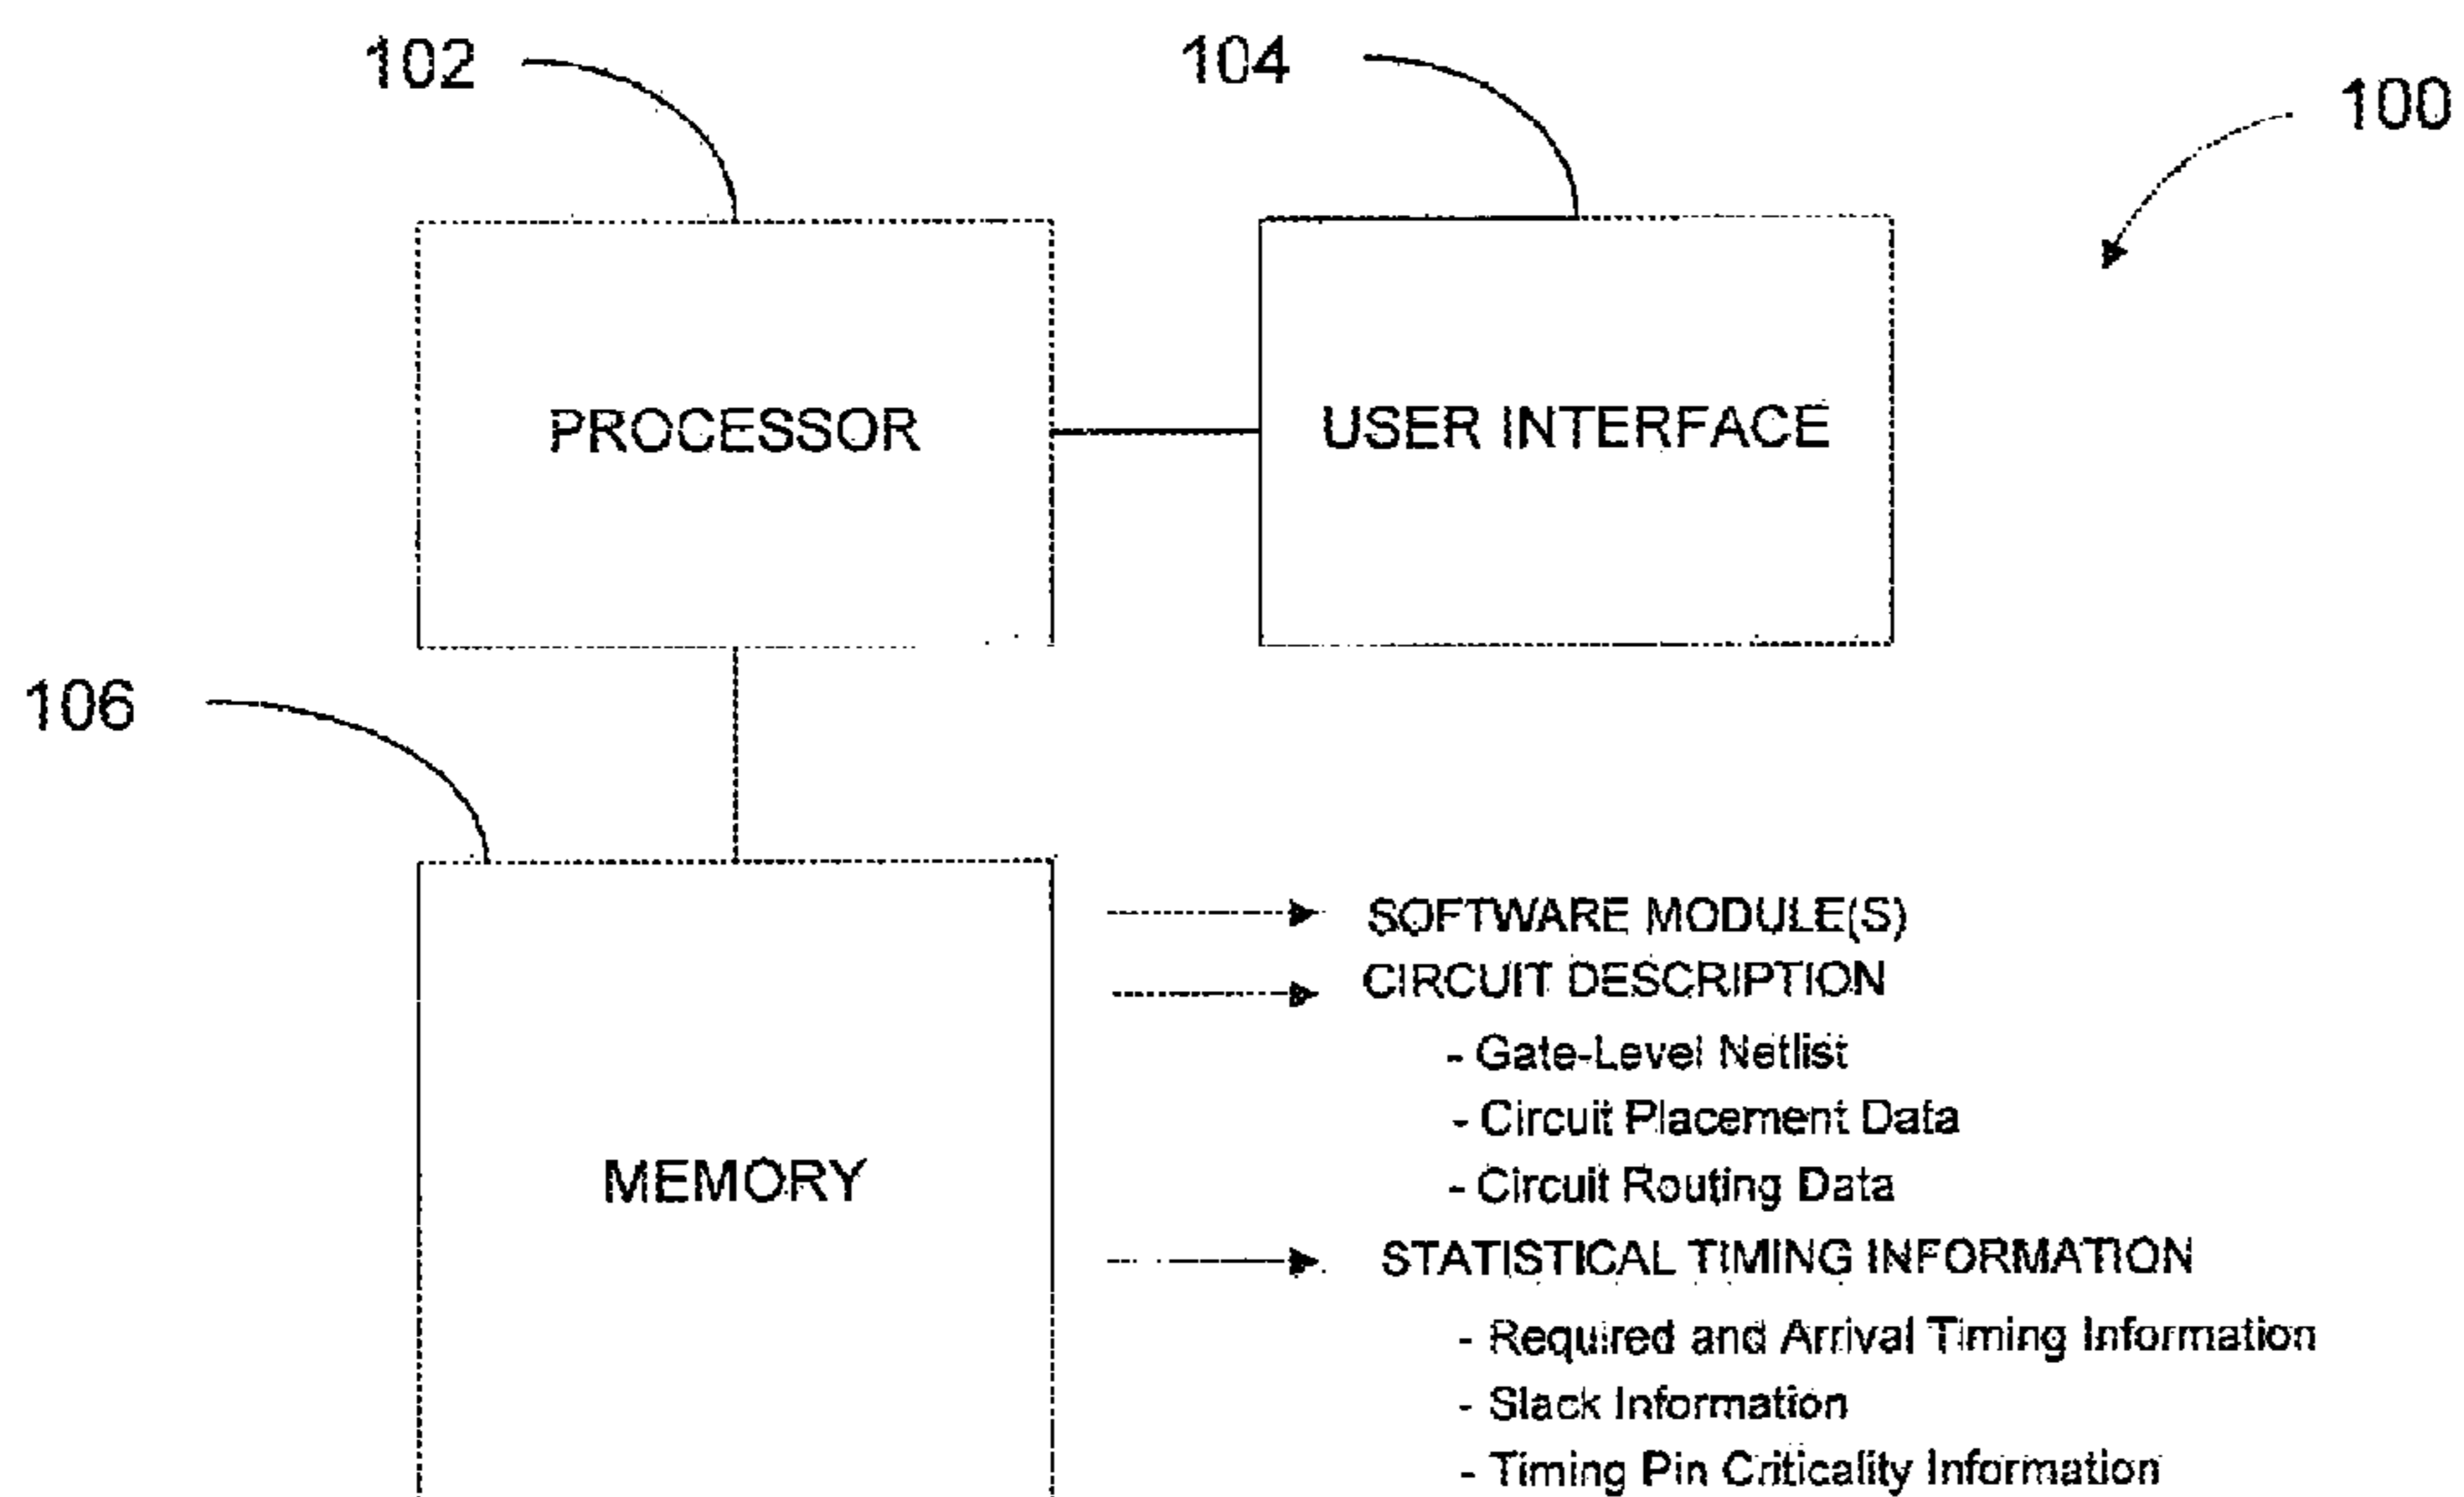 102
104
100
PROCESSOR
USER INTERFACE
106
MEMORY
SOFTWARE MODULE(S)
CIRCUIT DESCRIPTION
- Gate-Level Netlist
- Circuit Placement Data
- Circuit Routing Data
STATISTICAL TIMING INFORMATION
- Required and Arrival Timing Information
- Slack Information
- Timing Pin Criticality Information